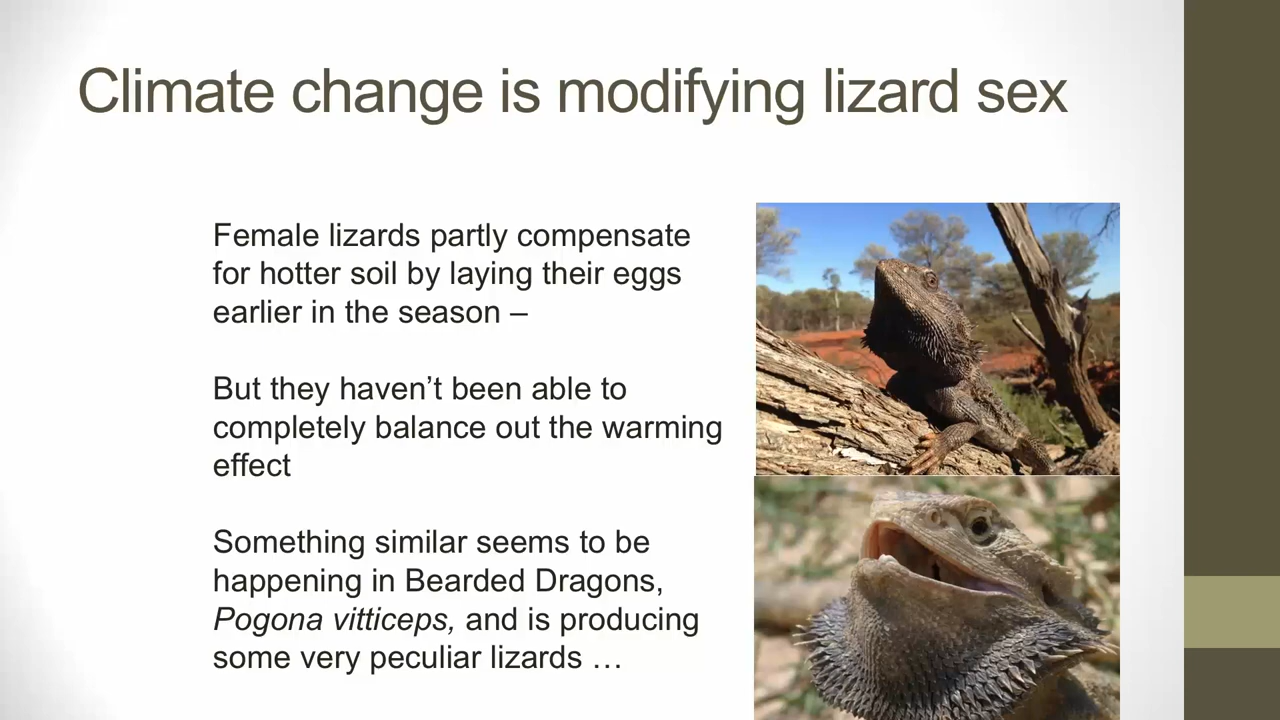 Climate change is modifying lizard sex
Female lizards partly compensate
for hotter soil by laying their eggs
earlier in the season –
But they haven’t been able to
completely balance out the warming
effect
Something similar seems to be
happening in Bearded Dragons,
Pogona vitticeps, and is producing
some very peculiar lizards …